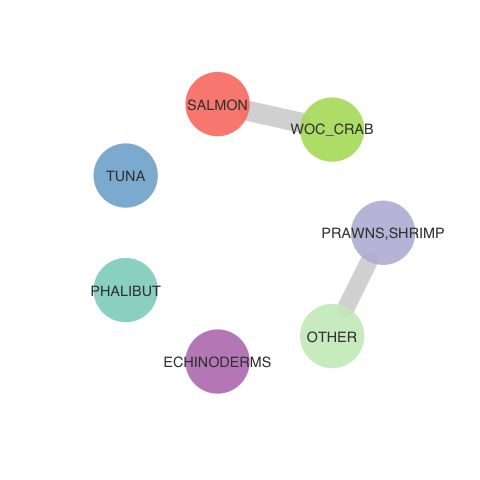 SALMON
WOC_CRAB
TUNA
PRAWNS,SHRIMP
PHALIBUT
OTHER
ECHINODERMS